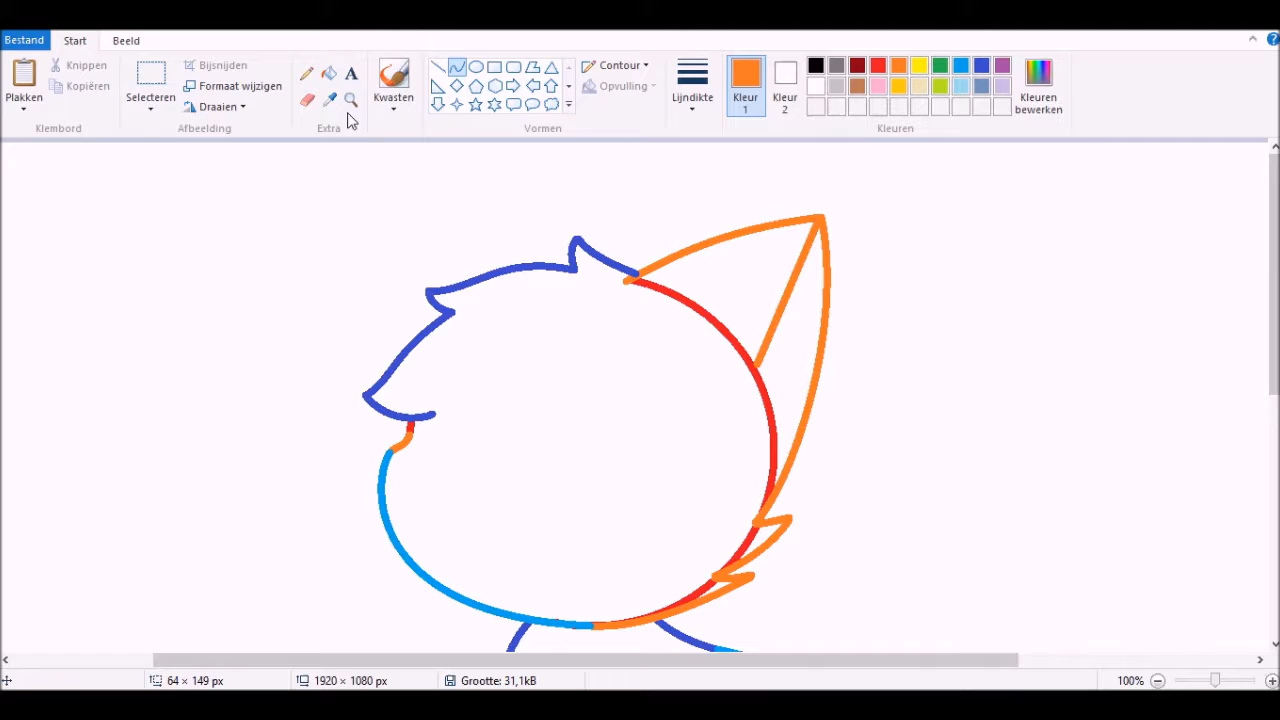 Bestand Start Beeld
Plakken
Knippen
Kopiëren
Klembord
Selecteren
Bijsnijden
Formaat wijzigen
Draaien
Afbeelding
A
Extra
Kwasten
Contour
Opvulling
Vormen
Lijndikte
Kleur
1
Kleur
2
Kleuren
bewerken
Kleuren
64 × 149 px 1920 × 1080 px Grootte: 31,1kB 100%